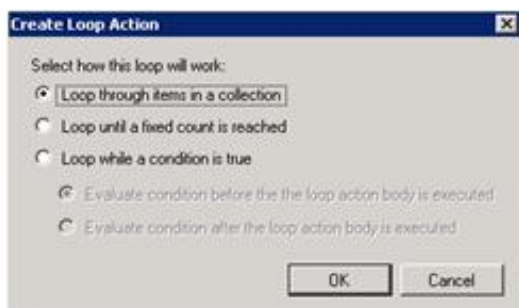 Create Loop Action
Select how this loop will work:
Loop through items in a collection
Loop until a fixed count is reached
Loop while a condition is true
Evaluate condition before the the loop action body is executed
Evaluate condition after the loop action body is executed
OK Cancel